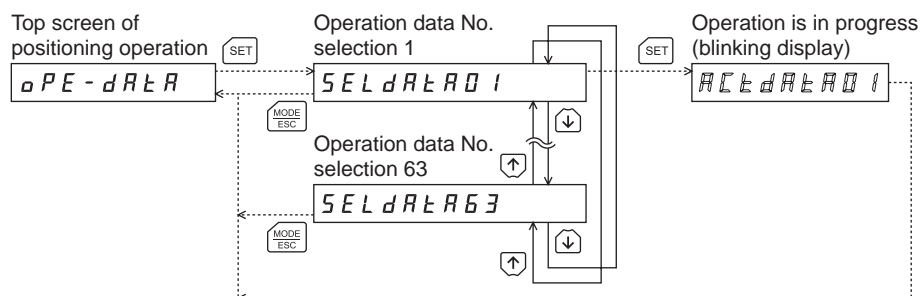 Top screen of
positioning operation
SET
oPE-dAtA
Operation data No.
selection 1
SELdAtA01
MODE
ESC
Operation data No.
selection 63
SELdAtA63
MODE
ESC
SET
Operation is in progress
(blinking display)
ACtdAtA01